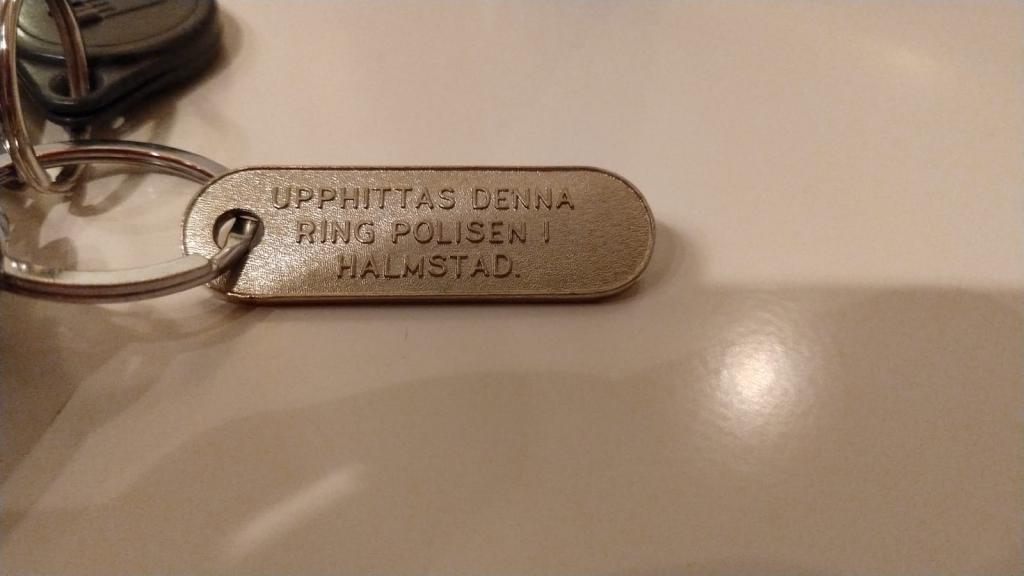 UPPHITTAS DENNA
RING POLISEN I
HALMSTAD.